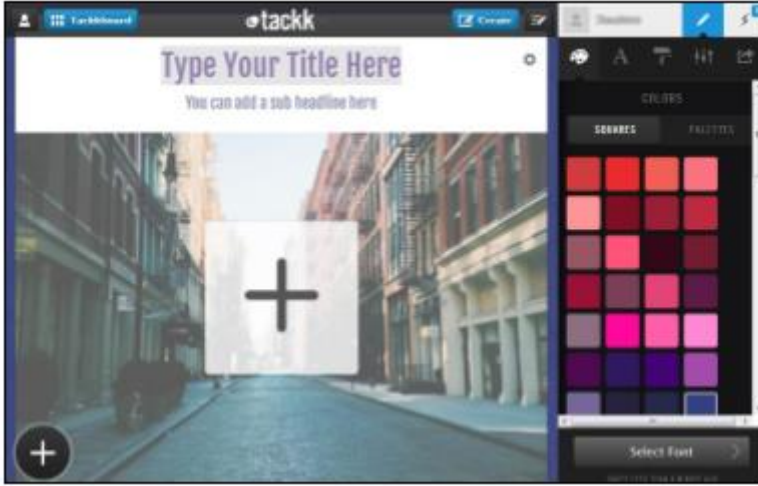 Tackkboard
tackk
Create
Type Your Title Here
You can add a sub headline here
A
COLORS
SQUARES PALETTES
Select Font